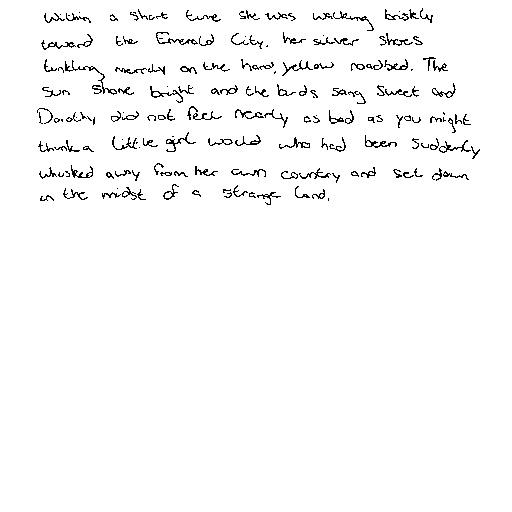 Within a short time she was walking briskly
toward the Emerald City, her silver shoes
tinkling merrily on the hard, yellow roadbed. The
sun shone bright and the birds sang sweet and
Dorothy did not feel nearly as bad as you might
think a little girl would who had been suddenly
whisked away from her own country and set down
in the midst of a strange land.